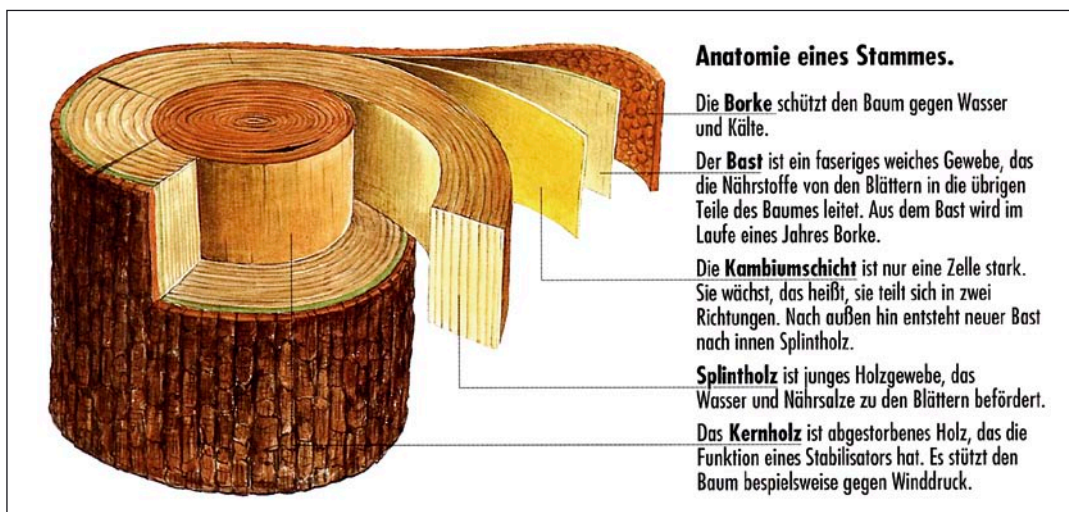 Anatomie eines Stammes.
Die Borke schützt den Baum gegen Wasser
und Kälte.
Der Bast ist ein faseriges weiches Gewebe, das
die Nährstoffe von den Blättern in die übrigen
Teile des Baumes leitet. Aus dem Bast wird im
Laufe eines Jahres Borke.
Die Kambiumschicht ist nur eine Zelle stark.
Sie wächst, das heißt, sie teilt sich in zwei
Richtungen. Nach außen hin entsteht neuer Bast
nach innen Splintholz.
Splintholz ist junges Holzgewebe, das
Wasser und Nährsalze zu den Blättern befördert.
Das Kernholz ist abgestorbenes Holz, das die
Funktion eines Stabilisators hat. Es stützt den
Baum bespielsweise gegen Winddruck.